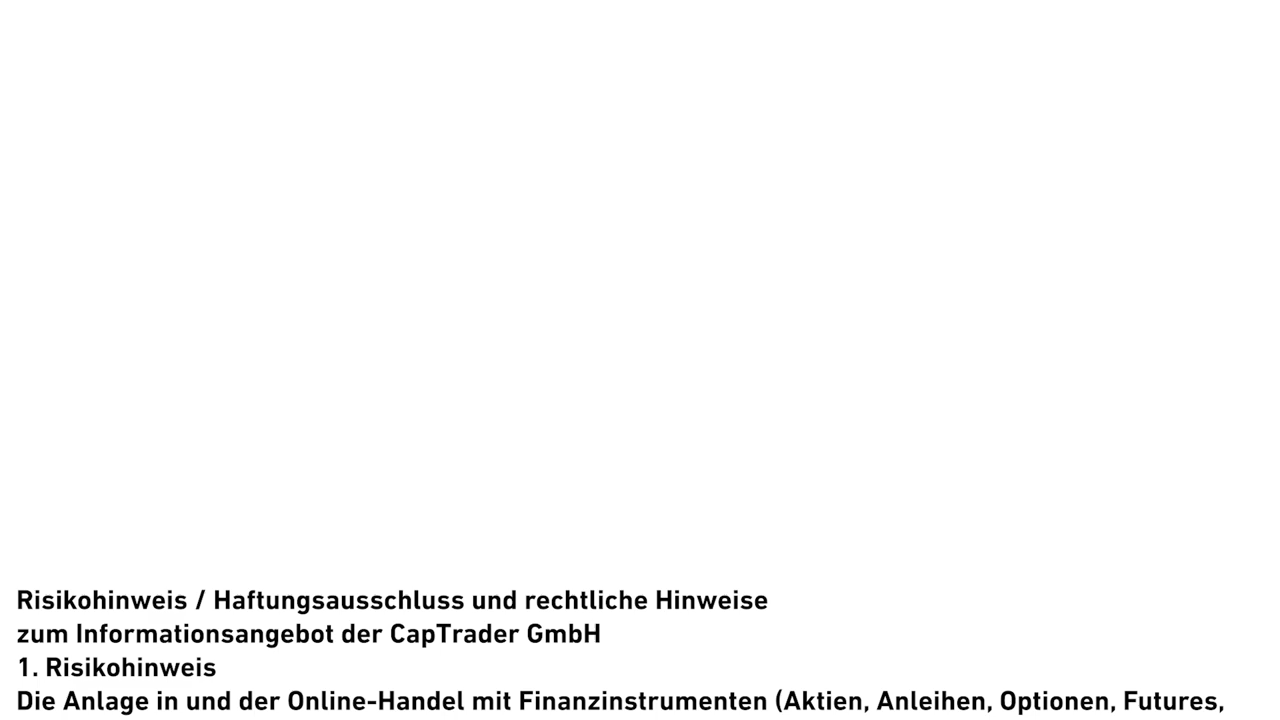 Risikohinweis / Haftungsausschluss und rechtliche Hinweise
zum Informationsangebot der CapTrader GmbH
1. Risikohinweis
Die Anlage in und der Online-Handel mit Finanzinstrumenten (Aktien, Anleihen, Optionen, Futures,